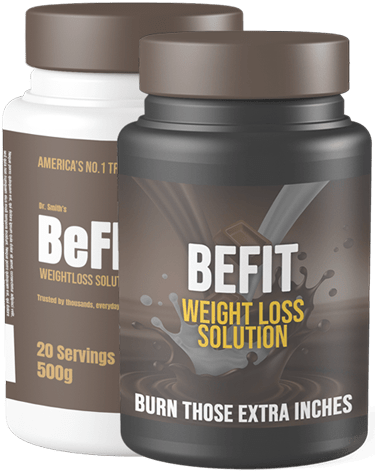 AMERICA'S NO.1 TR
Dr. Smith's
BeFI
WEIGHTLOSS SOLUT
Trusted by thousands, everyday
20 Servings
500g
BEFIT
WEIGHT LOSS
SOLUTION
BURN THOSE EXTRA INCHES